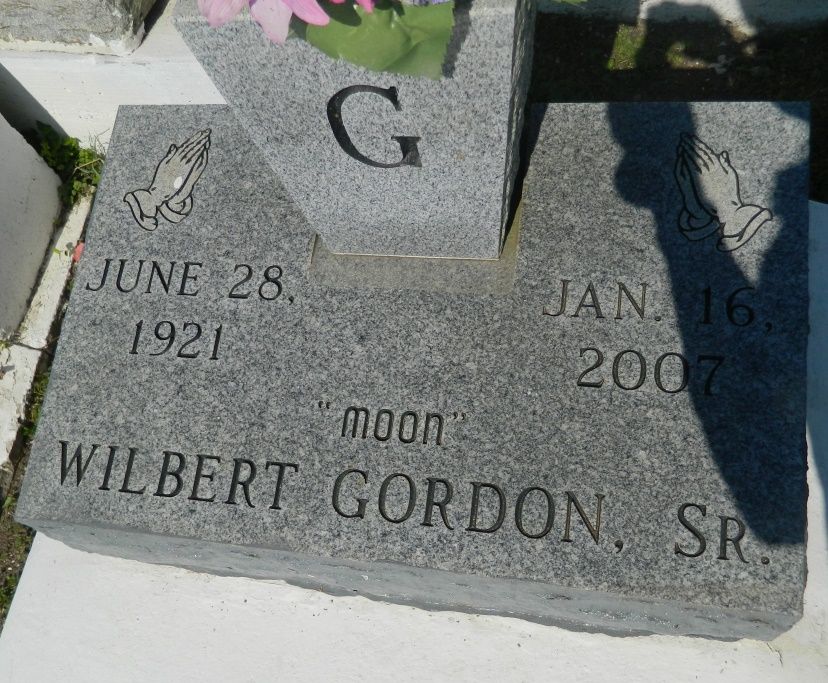 G
JUNE 28,
1921
JAN. 16,
2007
"moon"
WILBERT GORDON, SR.